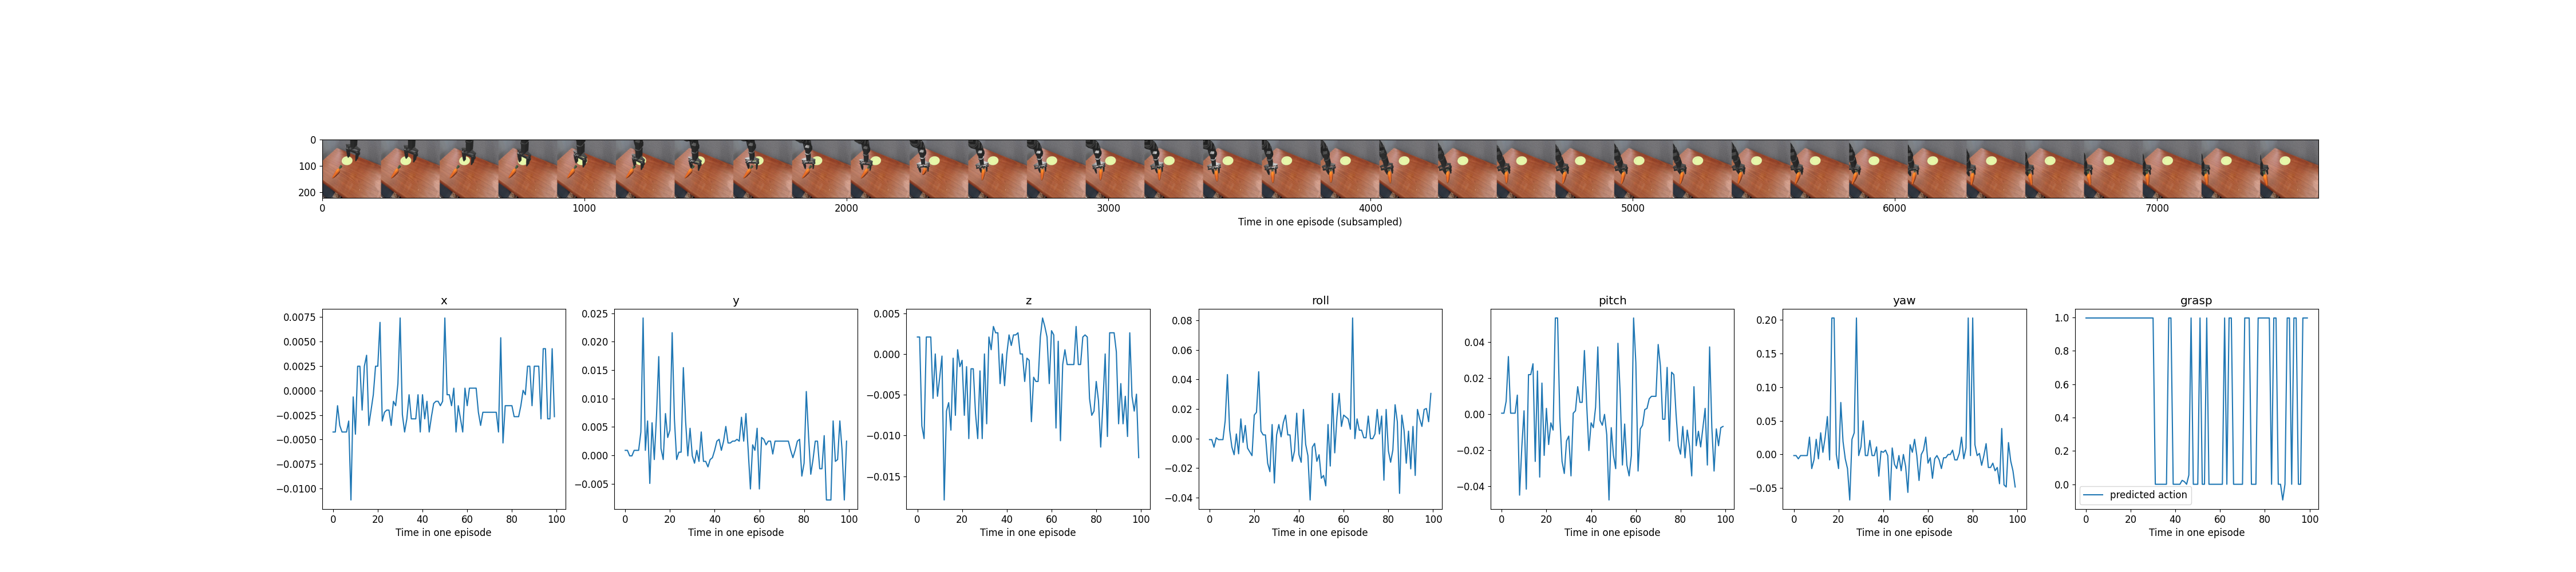 0
100
200
0 1000 2000 3000 4000 5000 6000 7000
Time in one episode (subsampled)
x y z roll pitch yaw grasp
0.0075
0.0050
0.0025
0.0000
−0.0025
−0.0050
−0.0075
−0.0100
0 20 40 60 80 100
Time in one episode
0.025
0.020
0.015
0.010
0.005
0.000
−0.005
0 20 40 60 80 100
Time in one episode
0.005
0.000
−0.005
−0.010
−0.015
0 20 40 60 80 100
Time in one episode
0.08
0.06
0.04
0.02
0.00
−0.02
−0.04
0 20 40 60 80 100
Time in one episode
0.04
0.02
0.00
−0.02
−0.04
0 20 40 60 80 100
Time in one episode
0.20
0.15
0.10
0.05
0.00
−0.05
0 20 40 60 80 100
Time in one episode
1.0
0.8
0.6
0.4
0.2
0.0
predicted action
0 20 40 60 80 100
Time in one episode